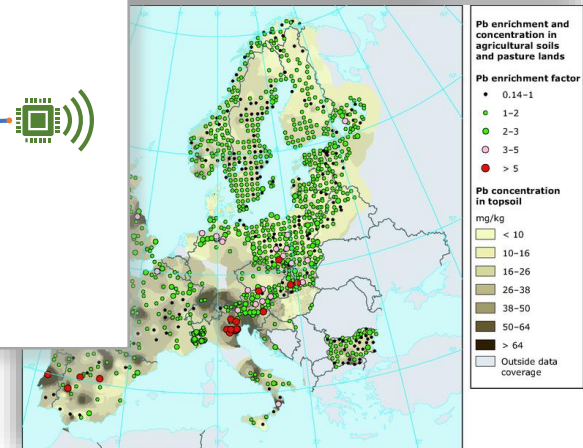 Pb enrichment and
concentration in
agricultural soils
and pasture lands
Pb enrichment factor
0.14–1
1–2
2–3
3–5
> 5
Pb concentration
in topsoil
mg/kg
< 10
10–16
16–26
26–38
38–50
50–64
> 64
Outside data
coverage